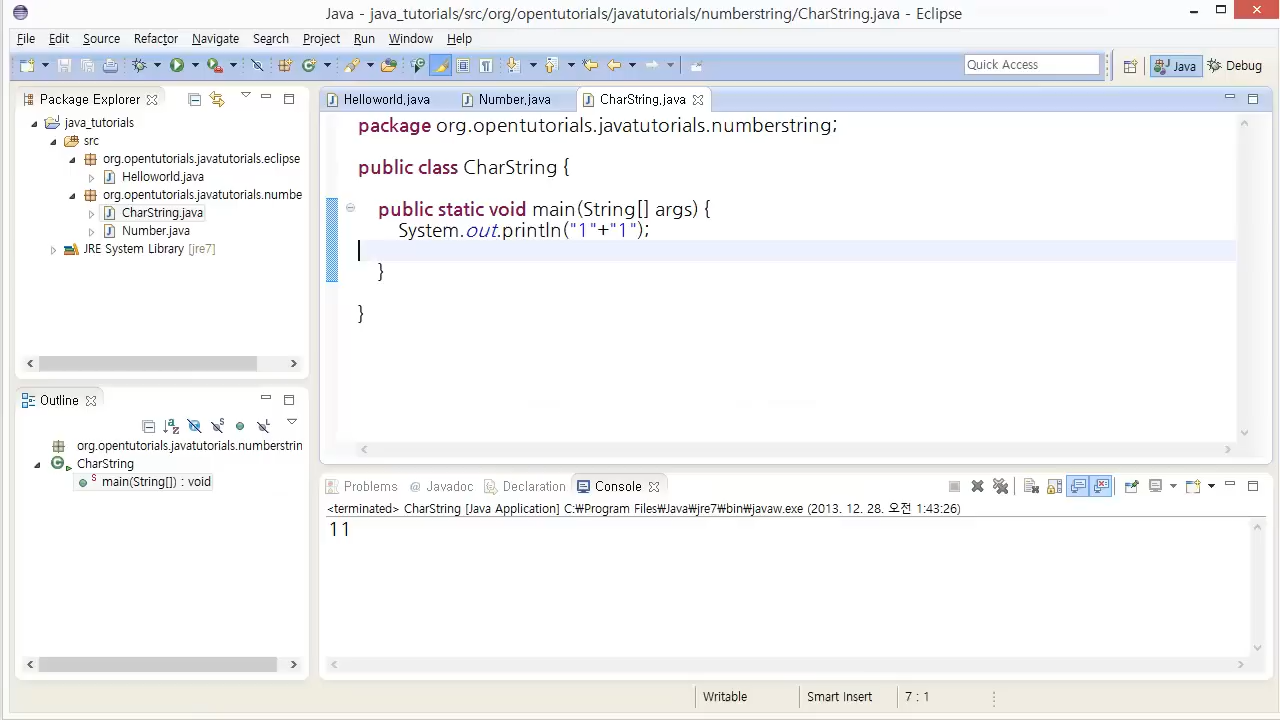 Java - java_tutorials/src/org/opentutorials/javatutorials/numberstring/CharString.java - Eclipse
File Edit Source Refactor Navigate Search Project Run Window Help
Quick Access
Java
Debug
Package Explorer
java_tutorials
src
org.opentutorials.javatutorials.eclipse
Helloworld.java
org.opentutorials.javatutorials.numbe
CharString.java
Number.java
JRE System Library [jre7]
Outline
org.opentutorials.javatutorials.numberstrin
CharString
main(String[]) : void
Helloworld.java Number.java CharString.java
package org.opentutorials.javatutorials.numberstring;
public class CharString {
public static void main(String[] args) {
System.out.println("1"+"1");
}
}
Problems @ Javadoc Declaration Console
<terminated> CharString [Java Application] C:₩Program Files₩Java₩jre7₩bin₩javaw.exe (2013. 12. 28. 오전 1:43:26)
11
Writable Smart Insert 7 : 1